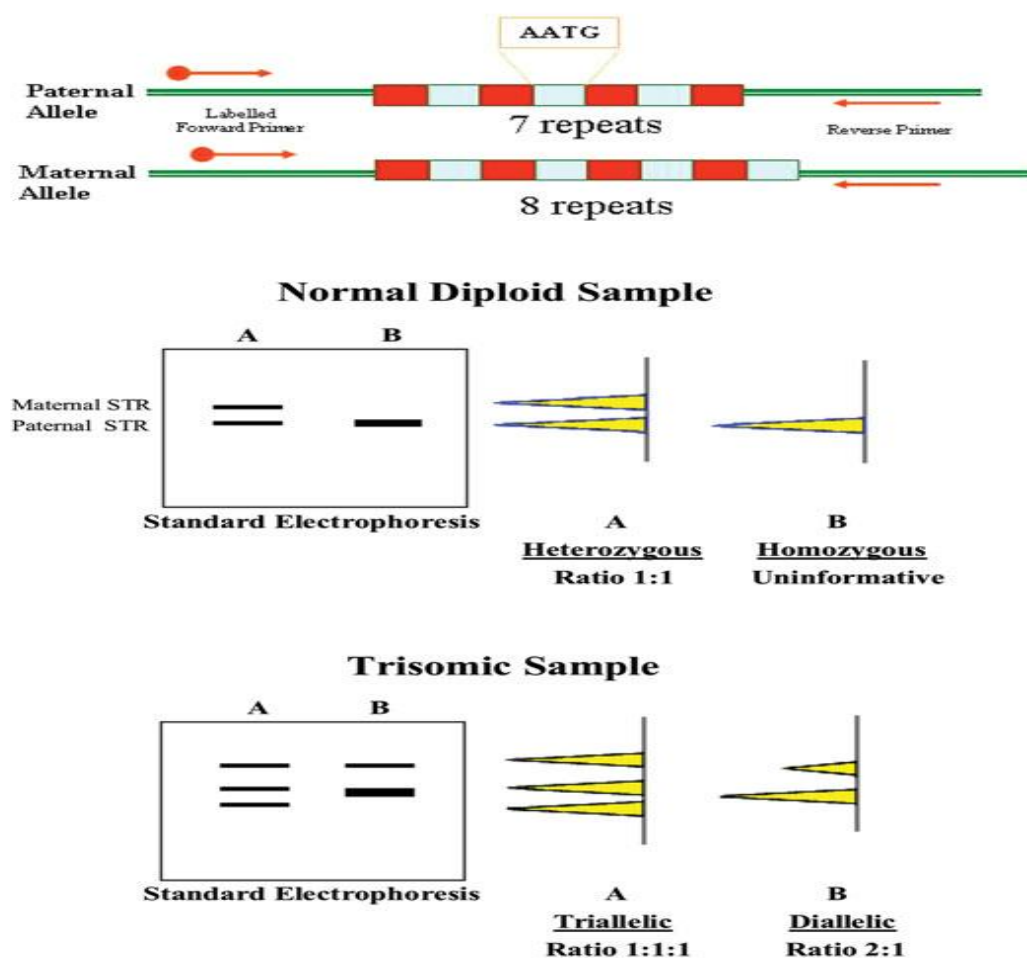 AATG
Paternal
Allele
Labelled
Forward Primer
7 repeats
Reverse Primer
Maternal
Allele
8 repeats
Normal Diploid Sample
A B
Maternal STR
Paternal STR
Standard Electrophoresis
A B
Heterozygous Homozygous
Ratio 1:1 Uninformative
Trisomic Sample
A B
Standard Electrophoresis
A B
Triallelic Diallelic
Ratio 1:1:1 Ratio 2:1